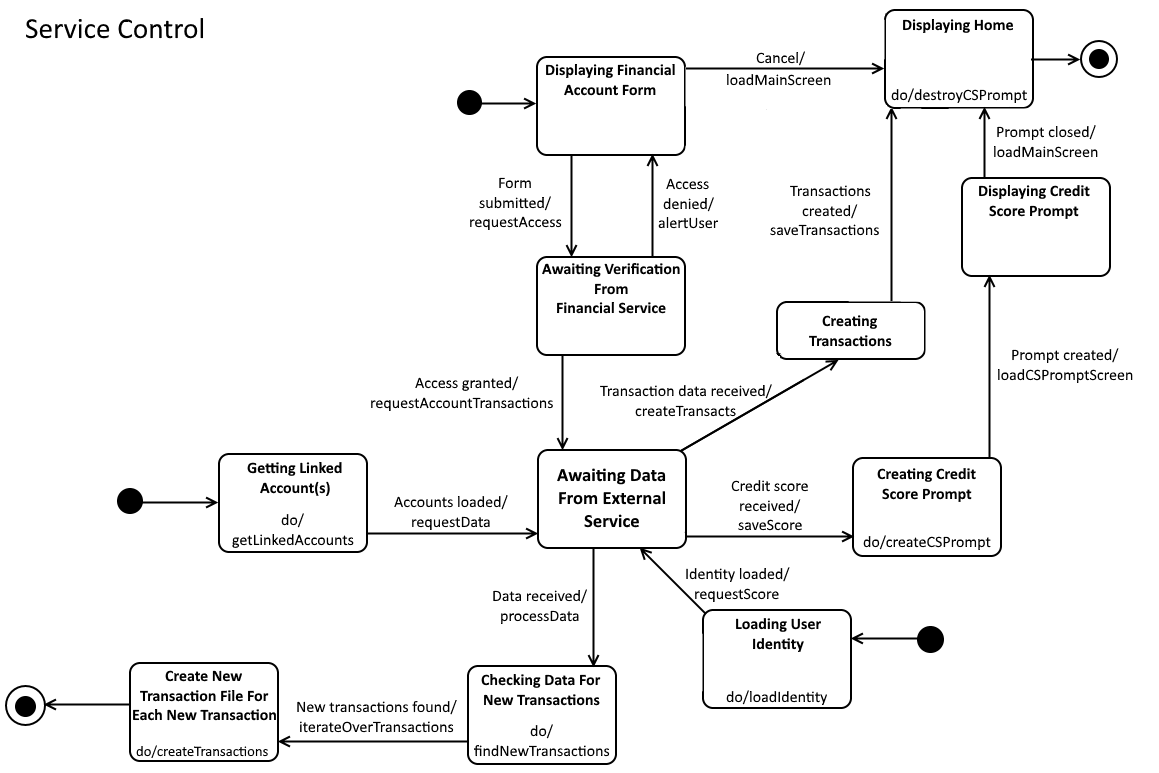 Service Control
Displaying Home
do/destroyCSPrompt
Displaying Financial
Account Form
Cancel/
loadMainScreen
Prompt closed/
loadMainScreen
Form
submitted/
requestAccess
Access
denied/
alertUser
Transactions
created/
saveTransactions
Displaying Credit
Score Prompt
Awaiting Verification
From
Financial Service
Creating
Transactions
Prompt created/
loadCSPromptScreen
Access granted/
requestAccountTransactions
Transaction data received/
createTransacts
Getting Linked
Account(s)
do/
getLinkedAccounts
Accounts loaded/
requestData
Awaiting Data
From External
Service
Credit score
received/
saveScore
Creating Credit
Score Prompt
do/createCSPrompt
Identity loaded/
requestScore
Data received/
processData
Loading User
Identity
do/loadIdentity
Create New
Transaction File For
Each New Transaction
do/createTransactions
New transactions found/
iterateOverTransactions
Checking Data For
New Transactions
do/
findNewTransactions